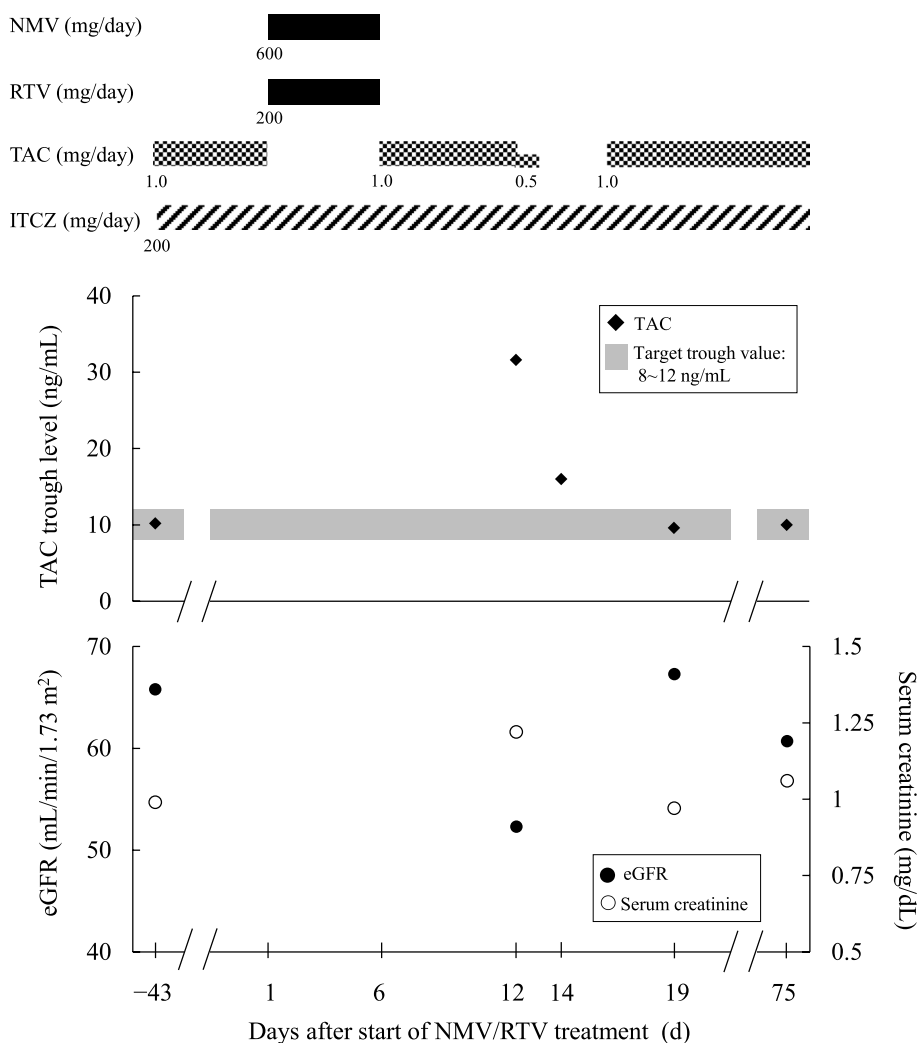 NMV (mg/day)
600
RTV (mg/day)
200
TAC (mg/day)
1.0 1.0 0.5 1.0
ITCZ (mg/day)
200
TAC trough level (ng/mL)
40
30
20
10
0
TAC
Target trough value:
8~12 ng/mL
eGFR (mL/min/1.73 m²)
70
60
50
40
eGFR
Serum creatinine
1.5
1.25
1
0.75
0.5
Serum creatinine (mg/dL)
−43 1 6 12 14 19 75
Days after start of NMV/RTV treatment (d)